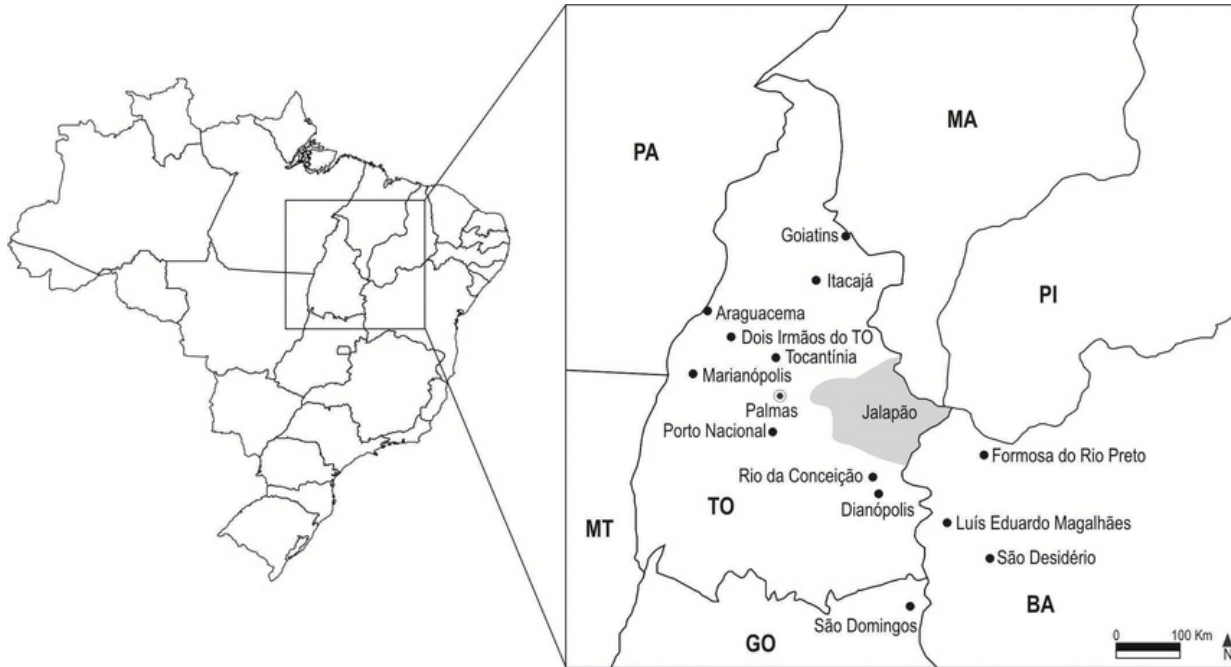 MA
PA
Goiatins
Itacajá
PI
Araguacema
Dois Irmãos do TO
Tocantínia
Marianópolis
Palmas
Jalapão
Porto Nacional
Formosa do Rio Preto
Rio da Conceição
Dianópolis
TO
MT
Luís Eduardo Magalhães
São Desidério
BA
São Domingos
GO
0 100 Km
N